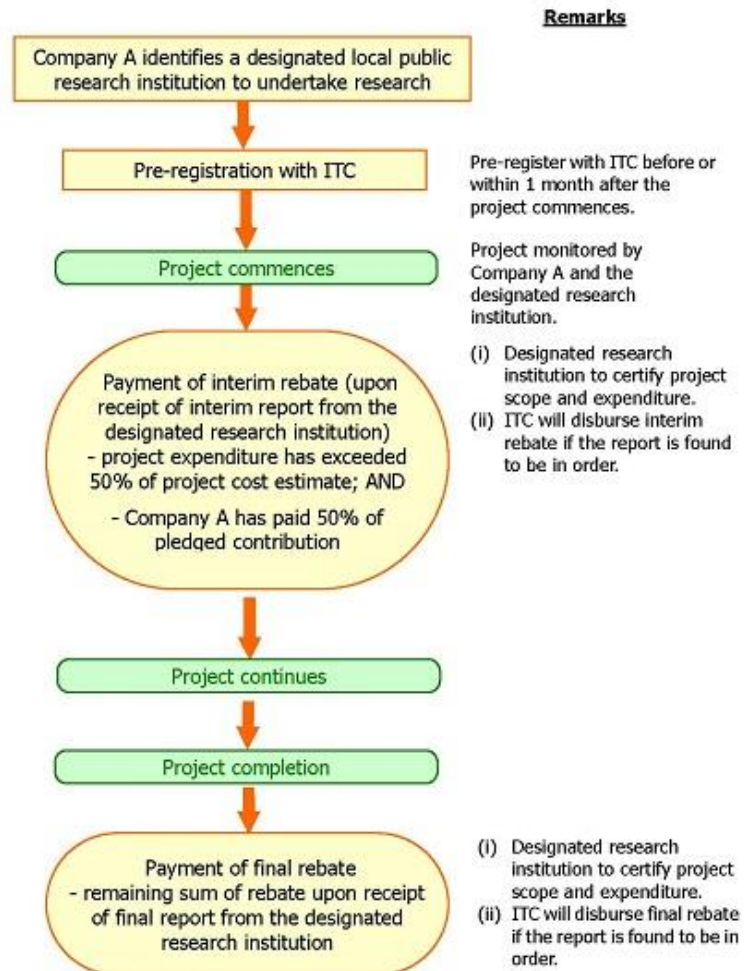 Remarks
Company A identifies a designated local public
research institution to undertake research
Pre-registration with ITC
Pre-register with ITC before or
within 1 month after the
project commences.
Project commences
Project monitored by
Company A and the
designated research
institution.
Payment of interim rebate (upon
receipt of interim report from the
designated research institution)
- project expenditure has exceeded
50% of project cost estimate; AND
- Company A has paid 50% of
pledged contribution
(i) Designated research
institution to certify project
scope and expenditure.
(ii) ITC will disburse interim
rebate if the report is found
to be in order.
Project continues
Project completion
Payment of final rebate
- remaining sum of rebate upon receipt
of final report from the designated
research institution
(i) Designated research
institution to certify project
scope and expenditure.
(ii) ITC will disburse final rebate
if the report is found to be in
order.